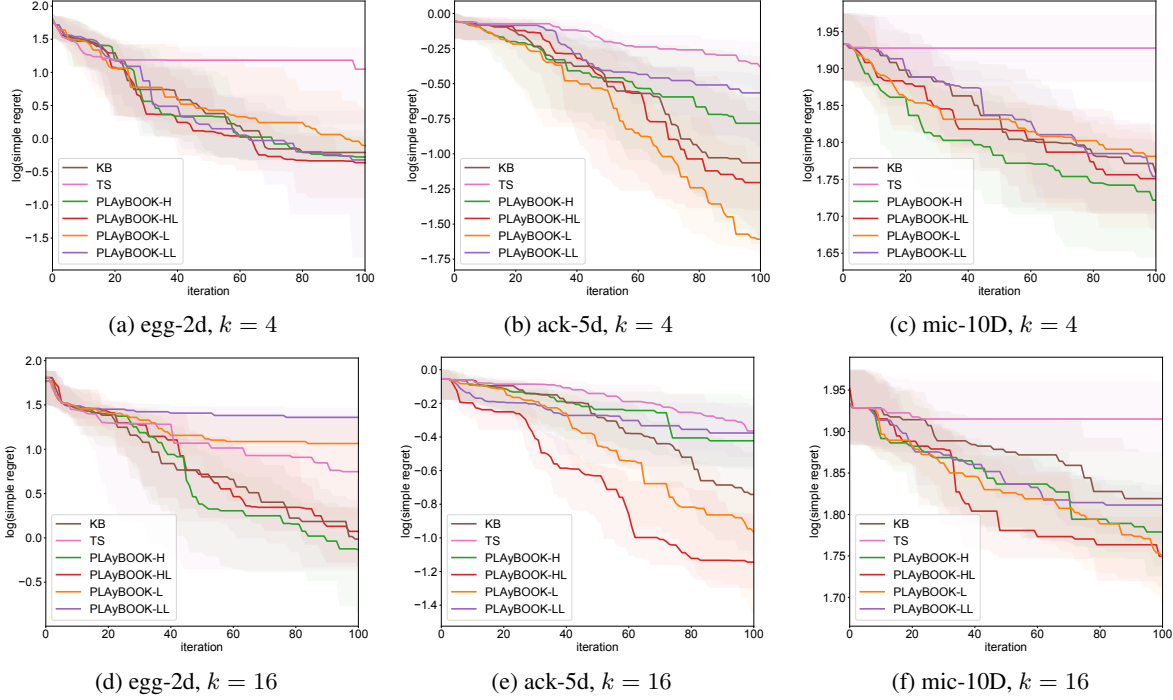 2.0
1.5
1.0
0.5
0.0
−0.5
−1.0
−1.5
log(simple regret)
KB
TS
PLAyBOOK-H
PLAyBOOK-HL
PLAyBOOK-L
PLAyBOOK-LL
0 20 40 60 80 100
iteration
(a) egg-2d, k = 4
0.00
−0.25
−0.50
−0.75
−1.00
−1.25
−1.50
−1.75
log(simple regret)
KB
TS
PLAyBOOK-H
PLAyBOOK-HL
PLAyBOOK-L
PLAyBOOK-LL
0 20 40 60 80 100
iteration
(b) ack-5d, k = 4
1.95
1.90
1.85
1.80
1.75
1.70
1.65
log(simple regret)
KB
TS
PLAyBOOK-H
PLAyBOOK-HL
PLAyBOOK-L
PLAyBOOK-LL
0 20 40 60 80 100
iteration
(c) mic-10D, k = 4
2.0
1.5
1.0
0.5
0.0
−0.5
log(simple regret)
KB
TS
PLAyBOOK-H
PLAyBOOK-HL
PLAyBOOK-L
PLAyBOOK-LL
0 20 40 60 80 100
iteration
(d) egg-2d, k = 16
0.0
−0.2
−0.4
−0.6
−0.8
−1.0
−1.2
−1.4
log(simple regret)
KB
TS
PLAyBOOK-H
PLAyBOOK-HL
PLAyBOOK-L
PLAyBOOK-LL
0 20 40 60 80 100
iteration
(e) ack-5d, k = 16
1.95
1.90
1.85
1.80
1.75
1.70
log(simple regret)
KB
TS
PLAyBOOK-H
PLAyBOOK-HL
PLAyBOOK-L
PLAyBOOK-LL
0 20 40 60 80 100
iteration
(f) mic-10D, k = 16